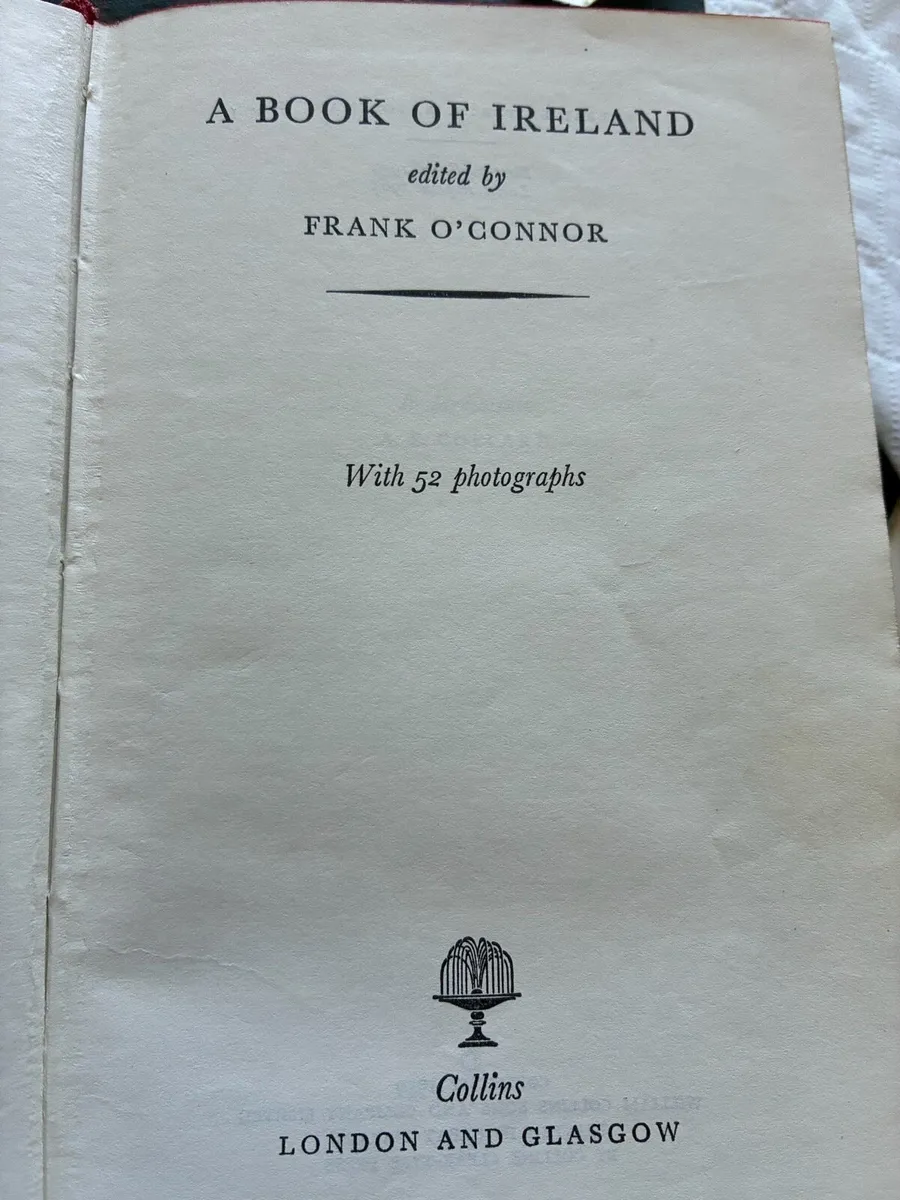 A BOOK OF IRELAND
edited by
FRANK O'CONNOR
With 52 photographs
Collins
LONDON AND GLASGOW